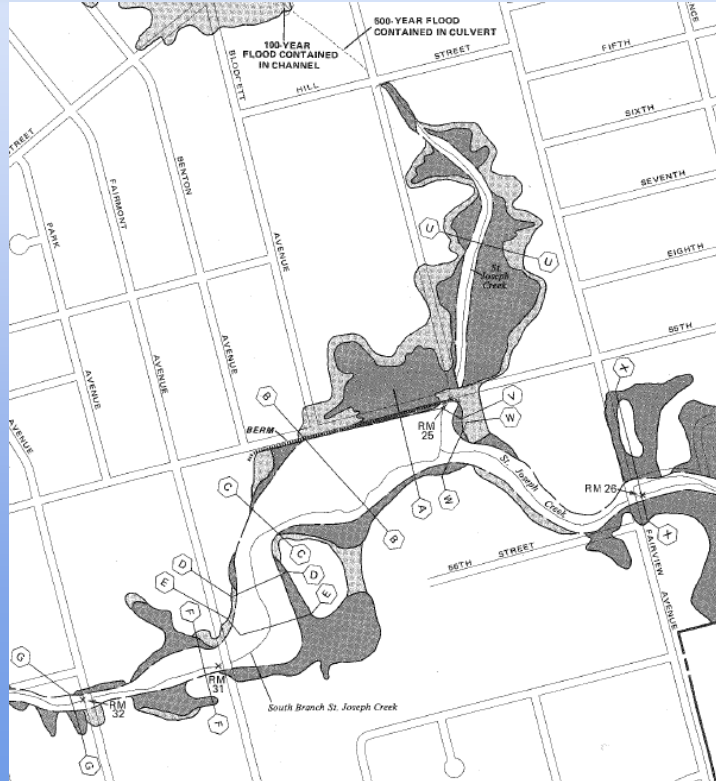 500-YEAR FLOOD
CONTAINED IN CULVERT
100-YEAR
FLOOD CONTAINED
IN CHANNEL
BLODGETT
HILL
STREET
FIFTH
SIXTH
SEVENTH
EIGHTH
55TH
STREET
PARK
FAIRMONT
BENTON
AVENUE
U
U
St.
Joseph
Creek
AVENUE
AVENUE
AVENUE
AVENUE
B
BERM
RM
25
V
W
X
C
St. Joseph Creek
RM 26
W
A
B
C
D
D
E
E
56TH STREET
X
FAIRVIEW
AVENUE
F
G
RM
31
RM
32
F
G
South Branch St. Joseph Creek